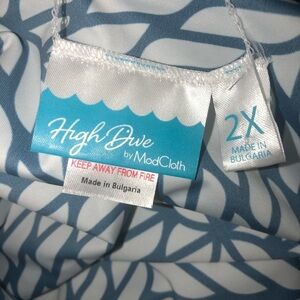 High Dive
by ModCloth
KEEP AWAY FROM FIRE
Made in Bulgaria
2X
MADE IN
BULGARIA